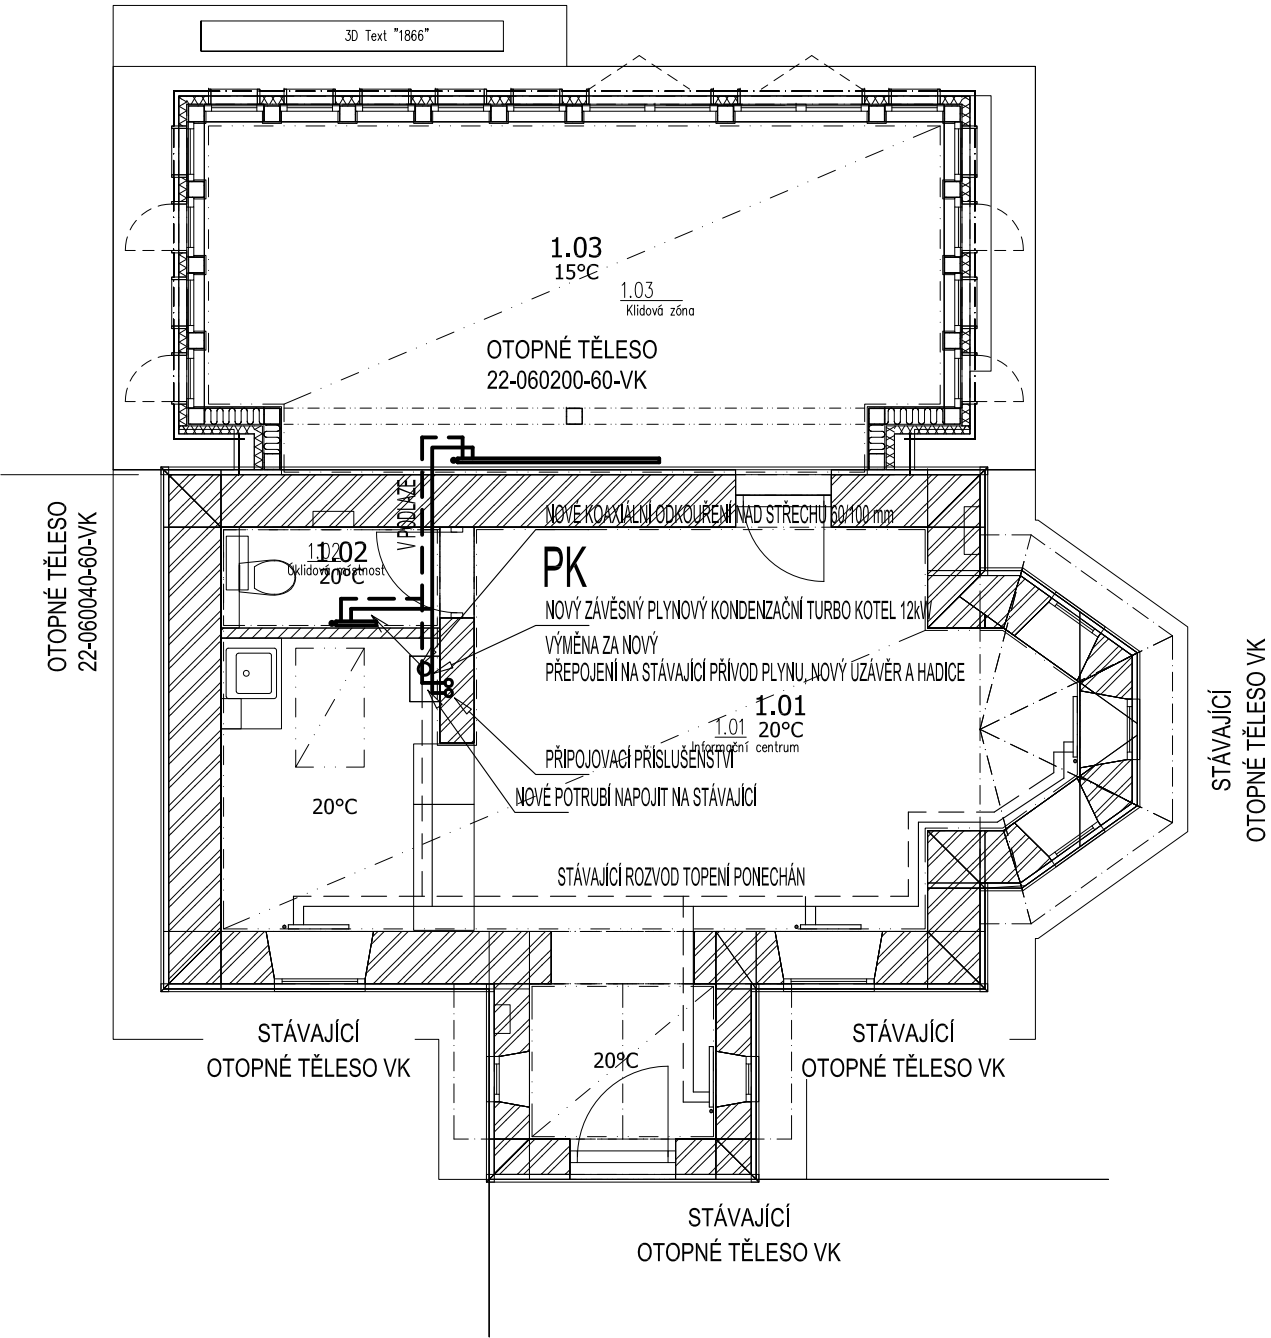 3D Text "1866"
1.03
15°C
1.03
Klidová zóna
OTOPNÉ TĚLESO
22-060200-60-VK
OTOPNÉ TĚLESO
22-060040-60-VK
V PODLAZE
NOVÉ KOAXIÁLNÍ ODKOUŘENÍ NAD STŘECHU 60/100 mm
1.02
1.02
Úklidová místnost
20°C
PK
NOVÝ ZÁVĚSNÝ PLYNOVÝ KONDENZAČNÍ TURBO KOTEL 12kW
VÝMĚNA ZA NOVÝ
PŘEPOJENÍ NA STÁVAJÍCÍ PŘÍVOD PLYNU, NOVÝ UZÁVĚR A HADICE
1.01
1.01
20°C
Informační centrum
PŘIPOJOVACÍ PŘÍSLUŠENSTVÍ
NOVÉ POTRUBÍ NAPOJIT NA STÁVAJÍCÍ
20°C
STÁVAJÍCÍ
OTOPNÉ TĚLESO VK
STÁVAJÍCÍ ROZVOD TOPENÍ PONECHÁN
STÁVAJÍCÍ
OTOPNÉ TĚLESO VK
20°C
STÁVAJÍCÍ
OTOPNÉ TĚLESO VK
STÁVAJÍCÍ
OTOPNÉ TĚLESO VK